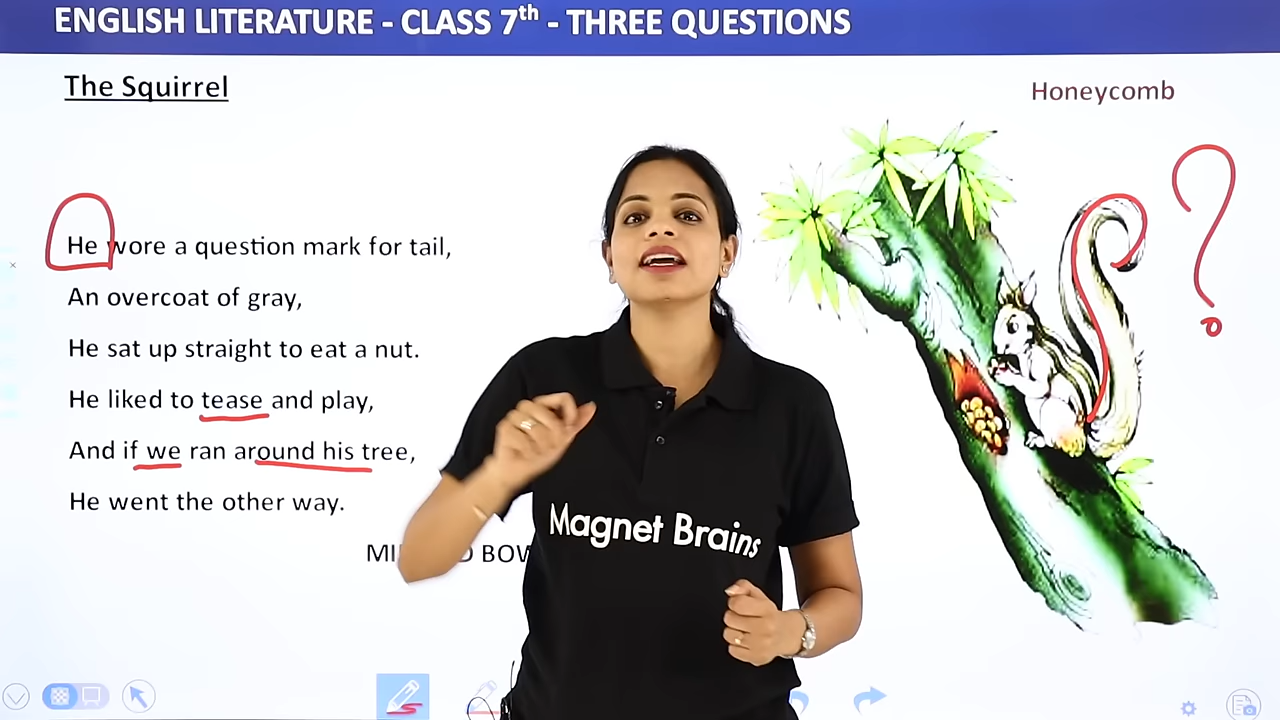 ENGLISH LITERATURE - CLASS 7th - THREE QUESTIONS
The Squirrel
Honeycomb
He wore a question mark for tail,
An overcoat of gray,
He sat up straight to eat a nut.
He liked to tease and play,
And if we ran around his tree,
He went the other way.
?
Magnet Brains